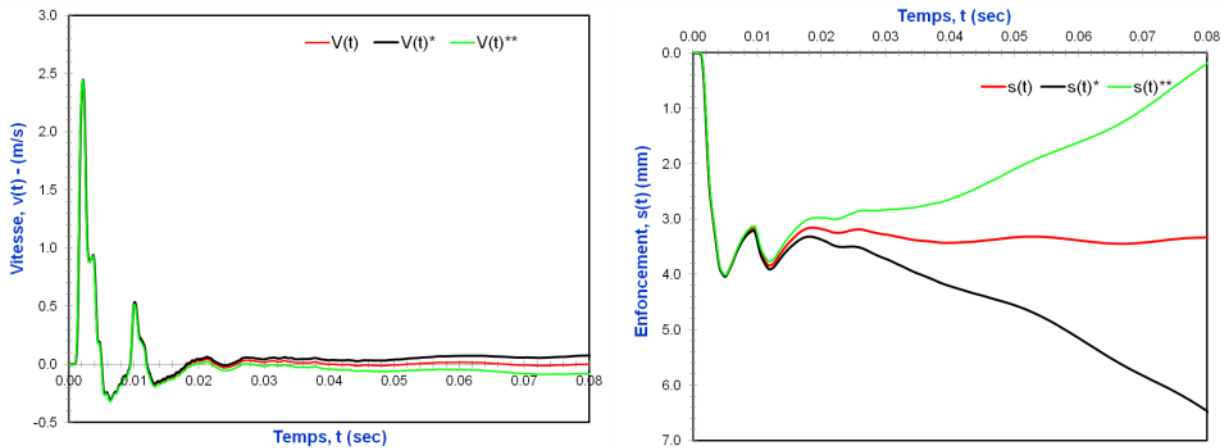 3.0
V(t) V(t)* V(t)**
2.5
2.0
1.5
1.0
0.5
0.0
-0.5
0.00 0.01 0.02 0.03 0.04 0.05 0.06 0.07 0.08
Vitesse, v(t) - (m/s)
Temps, t (sec)
Temps, t (sec)
0.00 0.01 0.02 0.03 0.04 0.05 0.06 0.07 0.08
0.0
s(t) s(t)* s(t)**
1.0
2.0
3.0
4.0
5.0
6.0
7.0
Enfoncement, s(t) (mm)